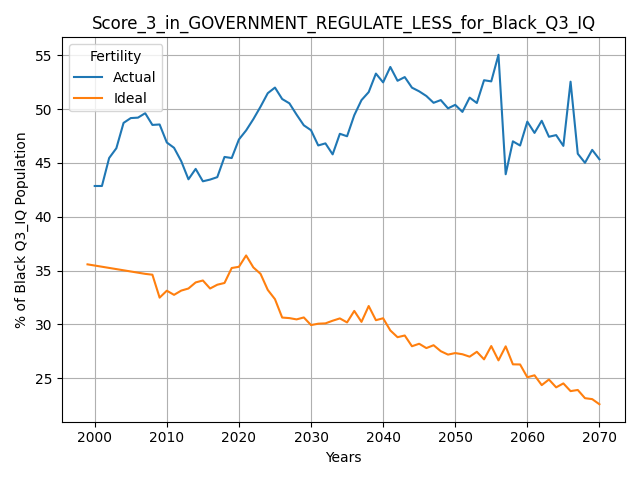 Score_3_in_GOVERNMENT_REGULATE_LESS_for_Black_Q3_IQ
Fertility
Actual
Ideal
% of Black Q3_IQ Population
55
50
45
40
35
30
25
2000 2010 2020 2030 2040 2050 2060 2070
Years